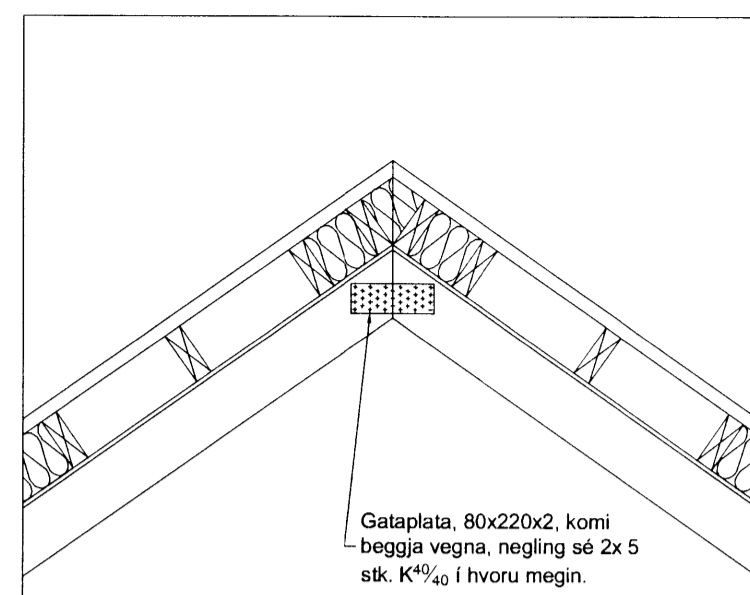 Gataplata, 80x220x2, komi
beggja vegna, negling sé 2x 5
stk. K⁴⁰⁄₄₀ í hvoru megin.